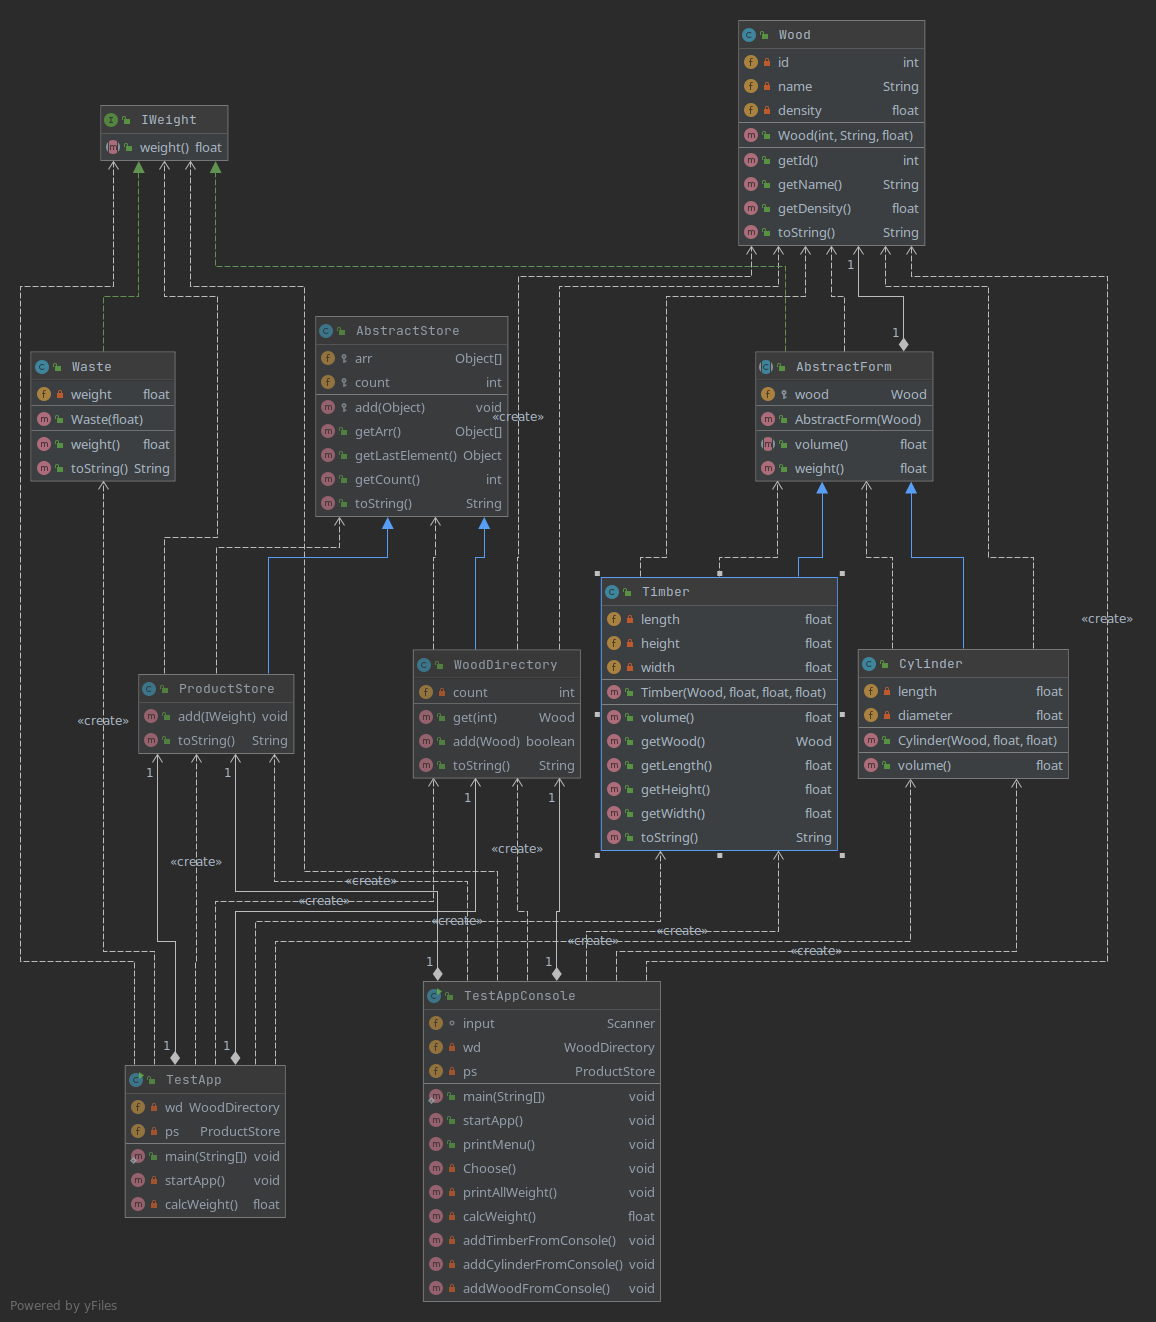 Wood
id int
name String
density float
Wood(int, String, float)
getId() int
getName() String
getDensity() float
toString() String
IWeight
weight() float
1
1
AbstractStore
arr Object[]
count int
add(Object) void
getArr() Object[]
getLastElement() Object
getCount() int
toString() String
«create»
Waste
weight float
Waste(float)
weight() float
toString() String
AbstractForm
wood Wood
AbstractForm(Wood)
volume() float
weight() float
Timber
length float
height float
width float
Timber(Wood, float, float, float)
volume() float
getWood() Wood
getLength() float
getHeight() float
getWidth() float
toString() String
«create»
Cylinder
length float
diameter float
Cylinder(Wood, float, float)
volume() float
WoodDirectory
count int
get(int) Wood
add(Wood) boolean
toString() String
ProductStore
add(IWeight) void
toString() String
«create»
1
1
1
1
«create»
«create»
«create»
«create»
«create»
«create»
«create»
«create»
1
1
TestAppConsole
input Scanner
wd WoodDirectory
ps ProductStore
main(String[]) void
startApp() void
printMenu() void
Choose() void
printAllWeight() void
calcWeight() float
addTimberFromConsole() void
addCylinderFromConsole() void
addWoodFromConsole() void
1
1
TestApp
wd WoodDirectory
ps ProductStore
main(String[]) void
startApp() void
calcWeight() float
Powered by yFiles